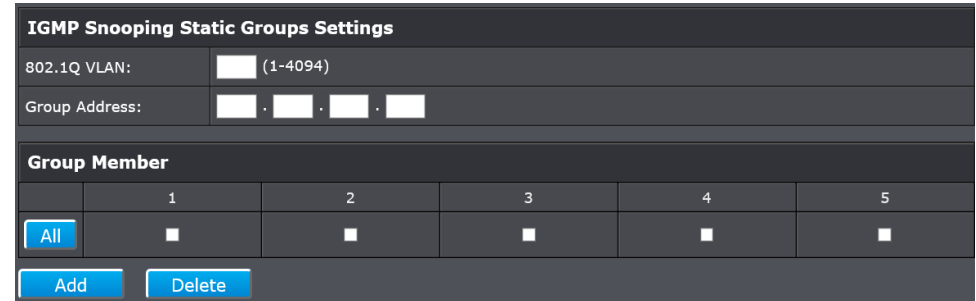 IGMP Snooping Static Groups Settings
802.1Q VLAN: (1-4094)
Group Address: . . .
Group Member
1 2 3 4 5
All
Add Delete